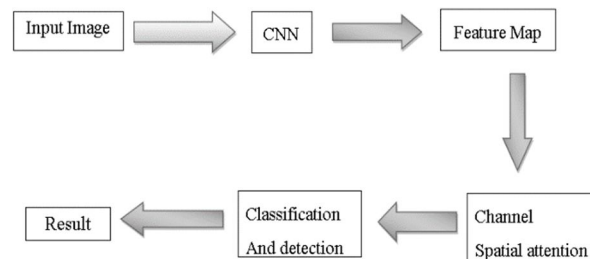 Input Image
CNN
Feature Map
Channel
Spatial attention
Classification
And detection
Result